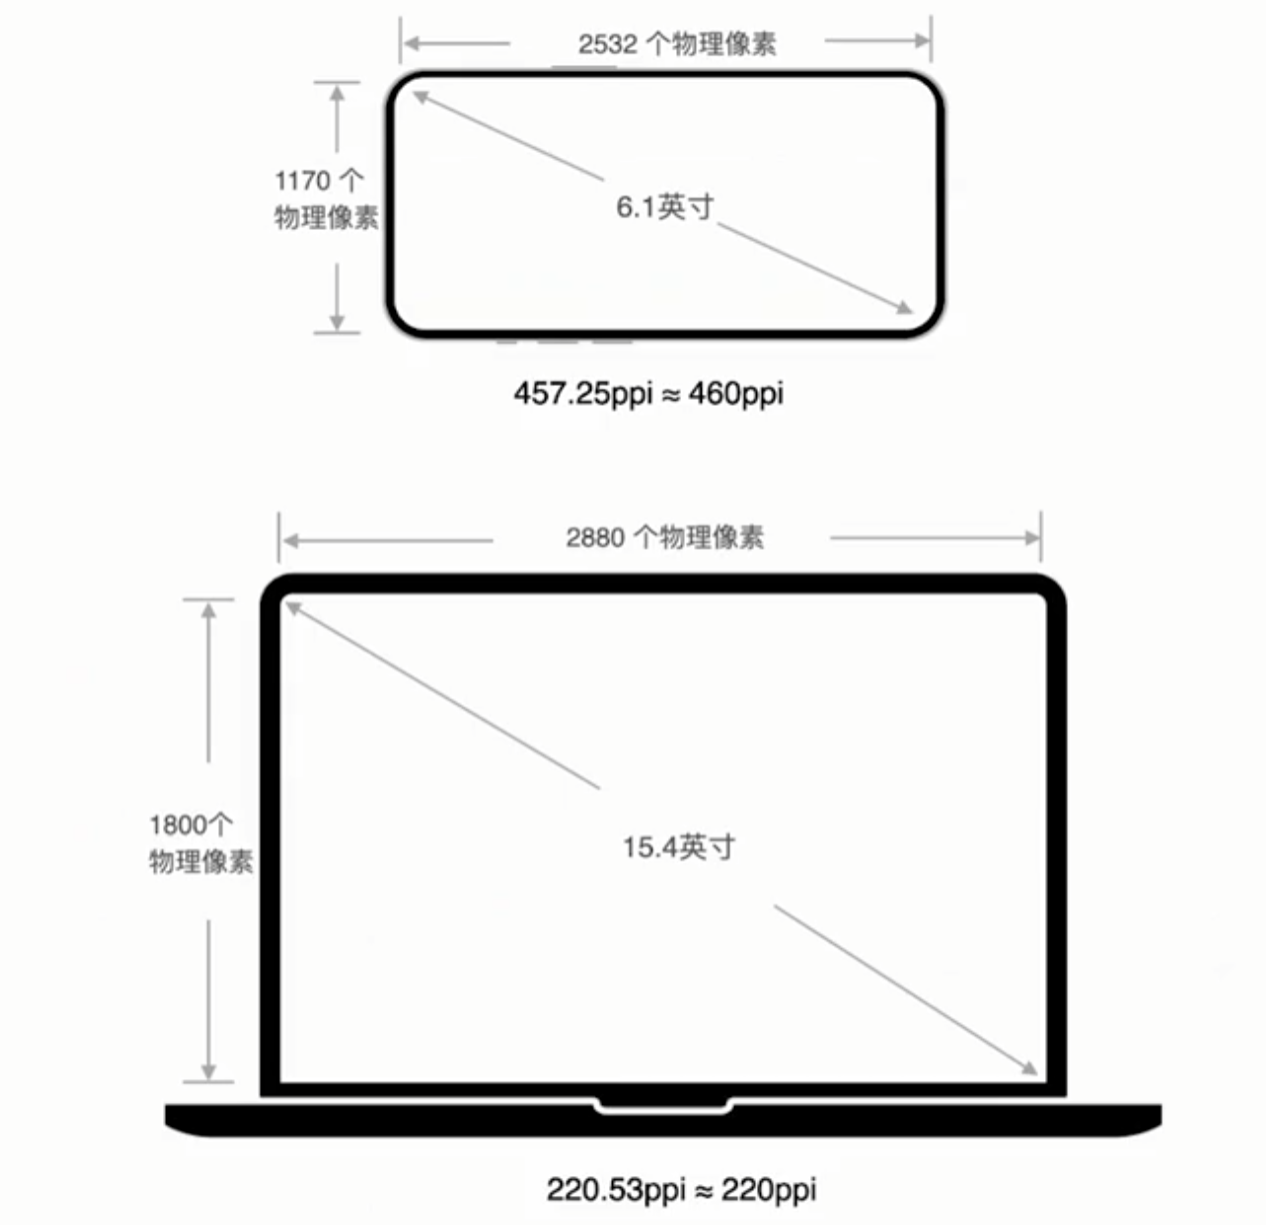 2532 个物理像素
1170 个
物理像素
6.1英寸
457.25ppi ≈ 460ppi
2880 个物理像素
1800个
物理像素
15.4英寸
220.53ppi ≈ 220ppi